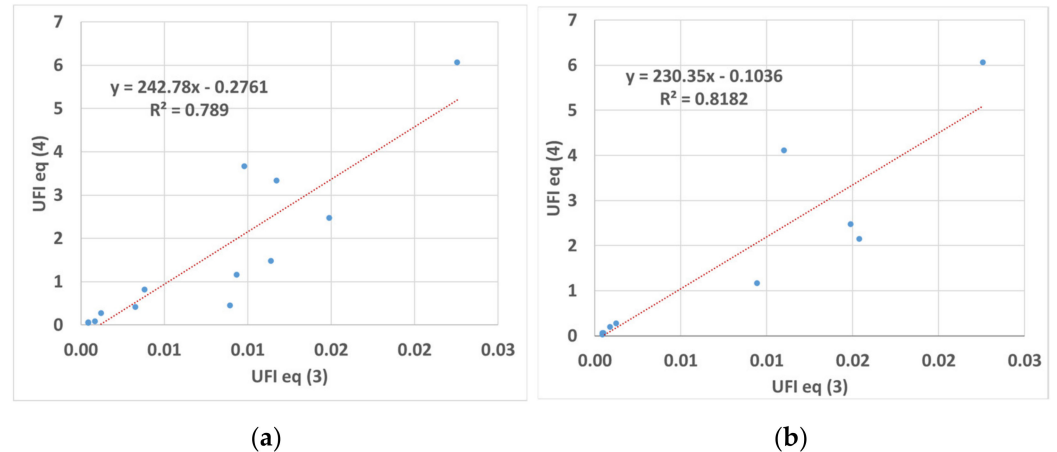 7
6
5
4
3
2
1
0
UFI eq (4)
y = 242.78x - 0.2761
R² = 0.789
0.00 0.01 0.01 0.02 0.02 0.03
UFI eq (3)
(a)
7
6
5
4
3
2
1
0
UFI eq (4)
y = 230.35x - 0.1036
R² = 0.8182
0.00 0.01 0.01 0.02 0.02 0.03
UFI eq (3)
(b)